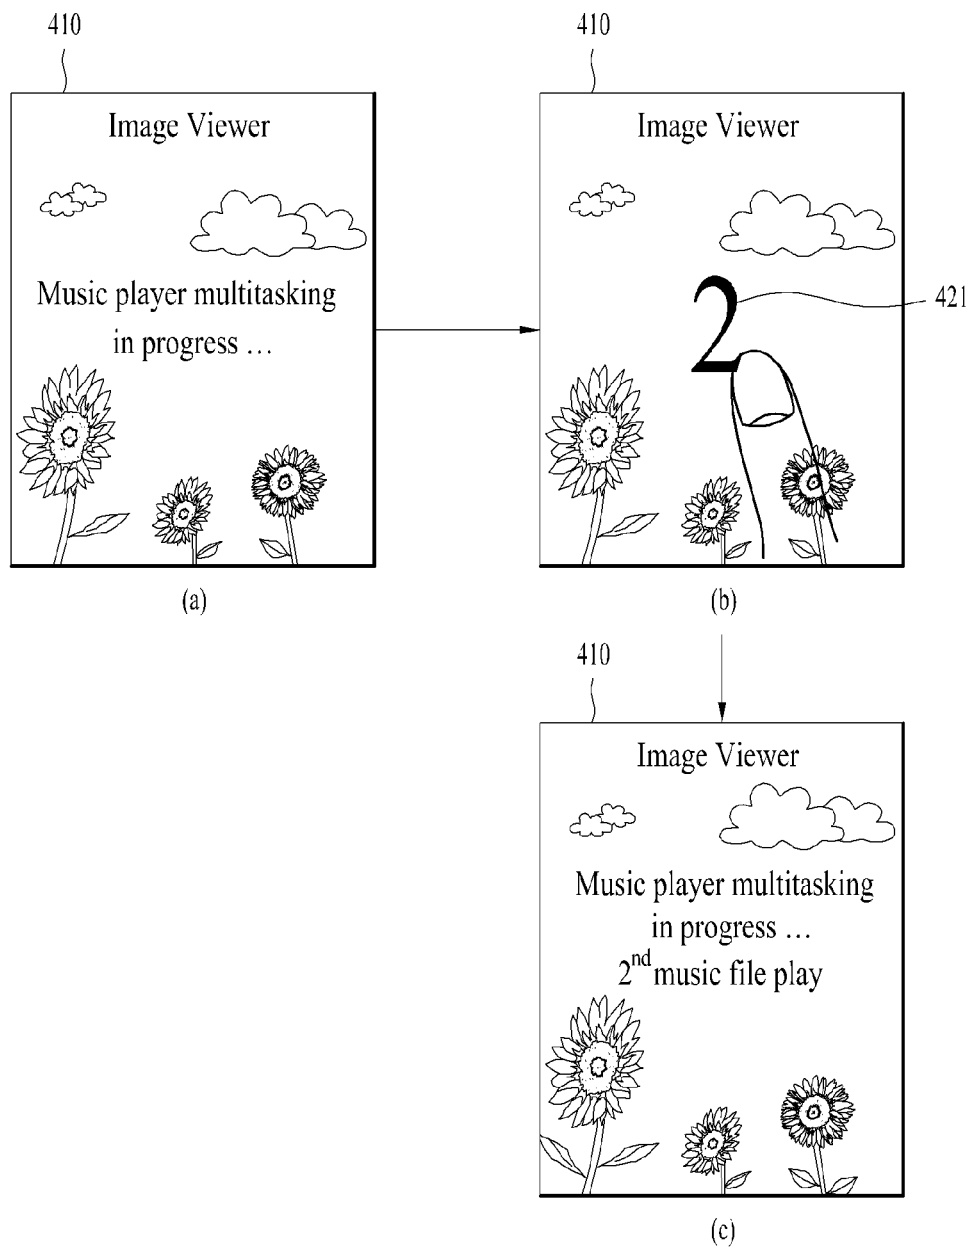 410
Image Viewer
Music player multitasking
in progress ...
(a)
410
Image Viewer
2
421
(b)
410
Image Viewer
Music player multitasking
in progress ...
2nd music file play
(c)